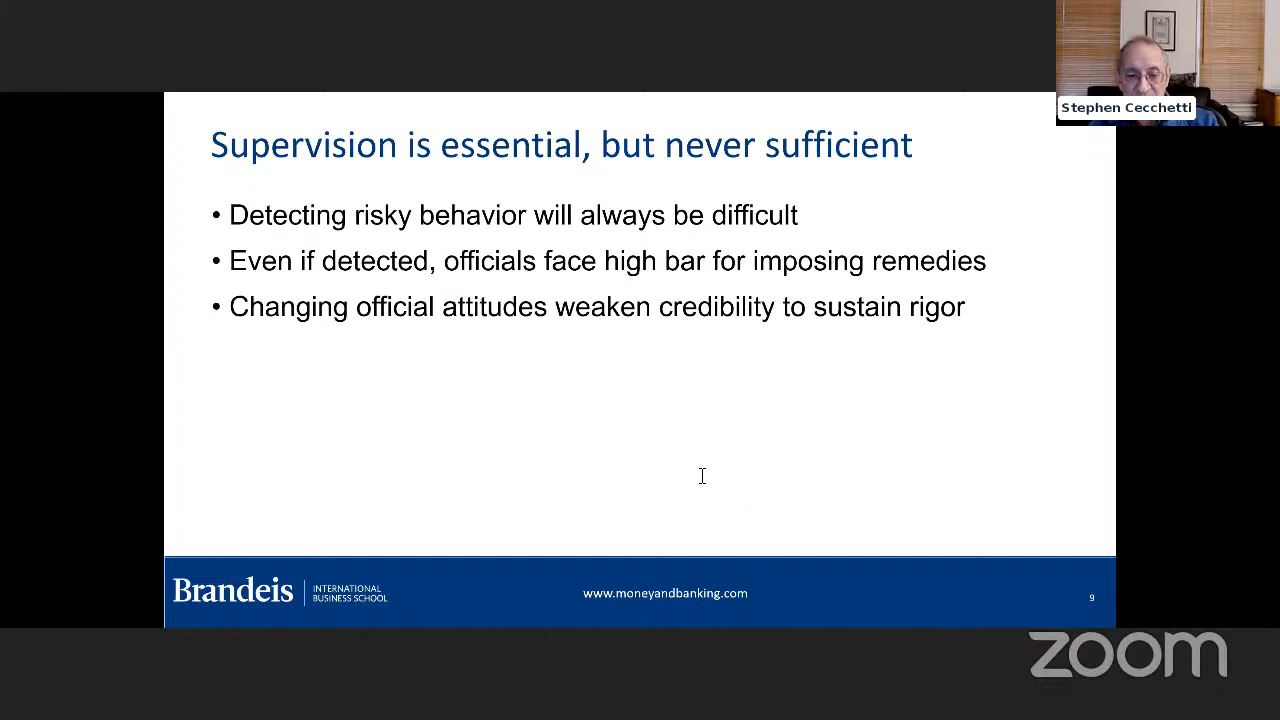 Stephen Cecchetti
Supervision is essential, but never sufficient
• Detecting risky behavior will always be difficult
• Even if detected, officials face high bar for imposing remedies
• Changing official attitudes weaken credibility to sustain rigor
Brandeis
INTERNATIONAL
BUSINESS SCHOOL
www.moneyandbanking.com
9
zoom